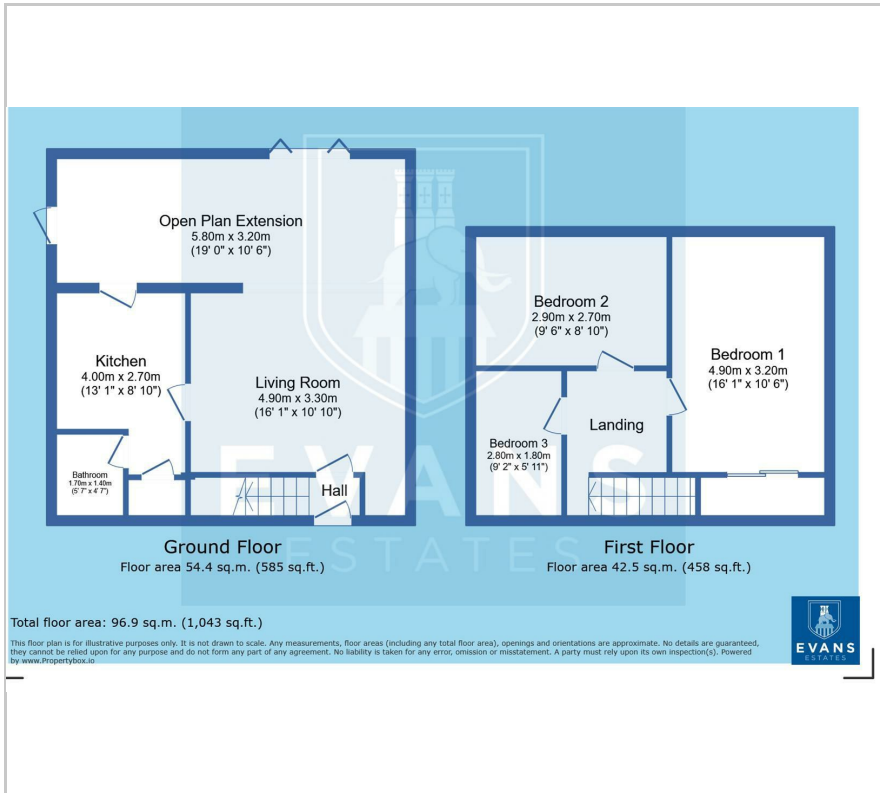 Open Plan Extension
5.80m x 3.20m
(19' 0" x 10' 6")
Kitchen
4.00m x 2.70m
(13' 1" x 8' 10")
Living Room
4.90m x 3.30m
(16' 1" x 10' 10")
Bathroom
1.70m x 1.40m
(5' 7" x 4' 7")
Hall
Ground Floor
Floor area 54.4 sq.m. (585 sq.ft.)
Bedroom 2
2.90m x 2.70m
(9' 6" x 8' 10")
Bedroom 1
4.90m x 3.20m
(16' 1" x 10' 6")
Bedroom 3
2.80m x 1.80m
(9' 2" x 5' 11")
Landing
First Floor
Floor area 42.5 sq.m. (458 sq.ft.)
EVANS
ESTATES
Total floor area: 96.9 sq.m. (1,043 sq.ft.)
This floor plan is for illustrative purposes only. It is not drawn to scale. Any measurements, floor areas (including any total floor area), openings and orientations are approximate. No details are guaranteed,
they cannot be relied upon for any purpose and do not form any part of any agreement. No liability is taken for any error, omission or misstatement. A party must rely upon its own inspection(s). Powered
by www.Propertybox.io
EVANS
ESTATES